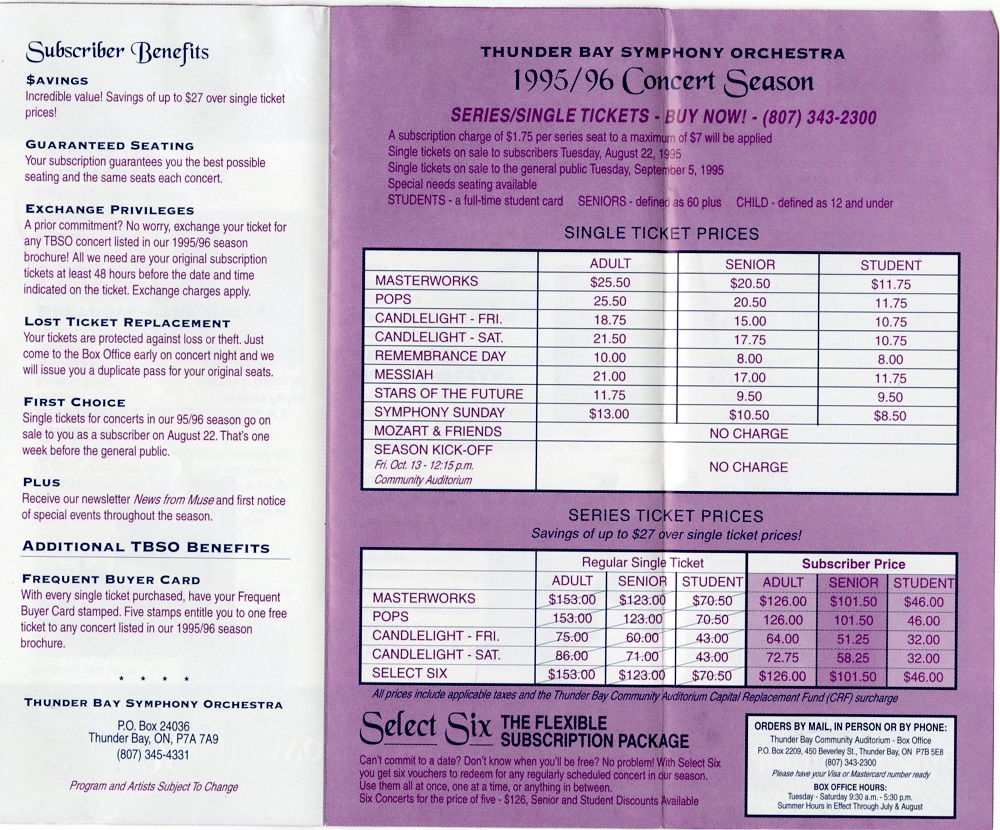 Subscriber Benefits
$AVINGS
Incredible value! Savings of up to $27 over single ticket
prices!
GUARANTEED SEATING
Your subscription guarantees you the best possible
seating and the same seats each concert.
EXCHANGE PRIVILEGES
A prior commitment? No worry, exchange your ticket for
any TBSO concert listed in our 1995/96 season
brochure! All we need are your original subscription
tickets at least 48 hours before the date and time
indicated on the ticket. Exchange charges apply.
LOST TICKET REPLACEMENT
Your tickets are protected against loss or theft. Just
come to the Box Office early on concert night and we
will issue you a duplicate pass for your original seats.
FIRST CHOICE
Single tickets for concerts in our 95/96 season go on
sale to you as a subscriber on August 22. That's one
week before the general public.
PLUS
Receive our newsletter News from Muse and first notice
of special events throughout the season.
ADDITIONAL TBSO BENEFITS
FREQUENT BUYER CARD
With every single ticket purchased, have your Frequent
Buyer Card stamped. Five stamps entitle you to one free
ticket to any concert listed in our 1995/96 season
brochure.
* * * *
THUNDER BAY SYMPHONY ORCHESTRA
P.O. Box 24036
Thunder Bay, ON, P7A 7A9
(807) 345-4331
Program and Artists Subject To Change
THUNDER BAY SYMPHONY ORCHESTRA
1995/96 Concert Season
SERIES/SINGLE TICKETS - BUY NOW! - (807) 343-2300
A subscription charge of $1.75 per series seat to a maximum of $7 will be applied
Single tickets on sale to subscribers Tuesday, August 22, 1995
Single tickets on sale to the general public Tuesday, September 5, 1995
Special needs seating available
STUDENTS - a full-time student card SENIORS - defined as 60 plus CHILD - defined as 12 and under
SINGLE TICKET PRICES
ADULT SENIOR STUDENT
MASTERWORKS $25.50 $20.50 $11.75
POPS 25.50 20.50 11.75
CANDLELIGHT - FRI. 18.75 15.00 10.75
CANDLELIGHT - SAT. 21.50 17.75 10.75
REMEMBRANCE DAY 10.00 8.00 8.00
MESSIAH 21.00 17.00 11.75
STARS OF THE FUTURE 11.75 9.50 9.50
SYMPHONY SUNDAY $13.00 $10.50 $8.50
MOZART & FRIENDS NO CHARGE
SEASON KICK-OFF
Fri. Oct. 13 - 12:15 p.m. NO CHARGE
Community Auditorium
SERIES TICKET PRICES
Savings of up to $27 over single ticket prices!
Regular Single Ticket Subscriber Price
ADULT SENIOR STUDENT ADULT SENIOR STUDENT
MASTERWORKS $153.00 $123.00 $70.50 $126.00 $101.50 $46.00
POPS 153.00 123.00 70.50 126.00 101.50 46.00
CANDLELIGHT - FRI. 75.00 60.00 43.00 64.00 51.25 32.00
CANDLELIGHT - SAT. 86.00 71.00 43.00 72.75 58.25 32.00
SELECT SIX $153.00 $123.00 $70.50 $126.00 $101.50 $46.00
All prices include applicable taxes and the Thunder Bay Community Auditorium Capital Replacement Fund (CRF) surcharge
Select Six THE FLEXIBLE
SUBSCRIPTION PACKAGE
Can't commit to a date? Don't know when you'll be free? No problem! With Select Six
you get six vouchers to redeem for any regularly scheduled concert in our season.
Use them all at once, one at a time, or anything in between.
Six Concerts for the price of five - $126, Senior and Student Discounts Available
ORDERS BY MAIL, IN PERSON OR BY PHONE:
Thunder Bay Community Auditorium - Box Office
P.O. Box 2209, 450 Beverley St., Thunder Bay, ON P7B 5E8
(807) 343-2300
Please have your Visa or Mastercard number ready
BOX OFFICE HOURS:
Tuesday - Saturday 9:30 a.m. - 5:30 p.m.
Summer Hours in Effect Through July & August